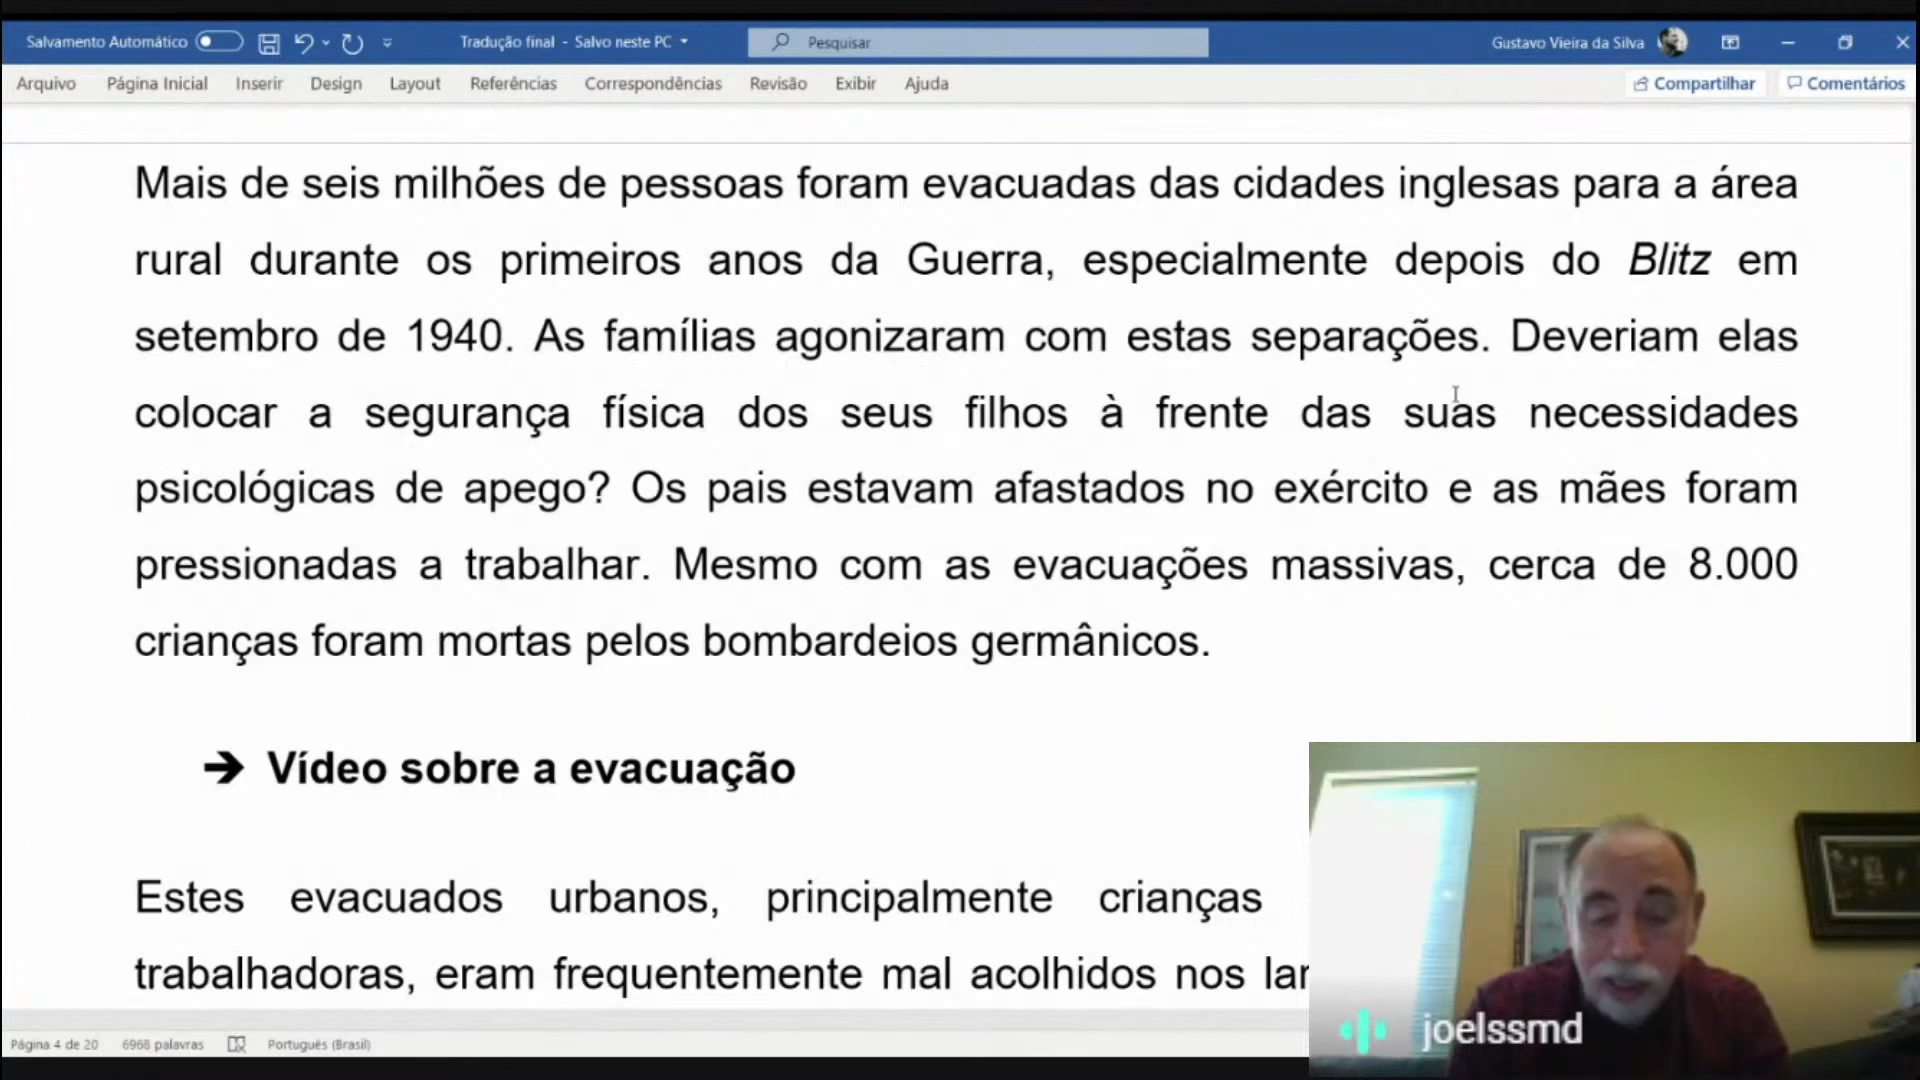 Salvamento Automático
Tradução final - Salvo neste PC
Pesquisar
Gustavo Vieira da Silva
Arquivo Página Inicial Inserir Design Layout Referências Correspondências Revisão Exibir Ajuda
Compartilhar Comentários
Mais de seis milhões de pessoas foram evacuadas das cidades inglesas para a área
rural durante os primeiros anos da Guerra, especialmente depois do Blitz em
setembro de 1940. As famílias agonizaram com estas separações. Deveriam elas
colocar a segurança física dos seus filhos à frente das suas necessidades
psicológicas de apego? Os pais estavam afastados no exército e as mães foram
pressionadas a trabalhar. Mesmo com as evacuações massivas, cerca de 8.000
crianças foram mortas pelos bombardeios germânicos.
➔ Vídeo sobre a evacuação
Estes evacuados urbanos, principalmente crianças
trabalhadoras, eram frequentemente mal acolhidos nos
joelssmd
Página 4 de 20 6968 palavras Português (Brasil)